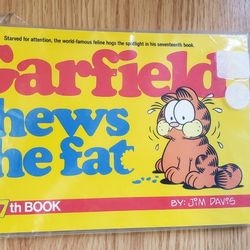 Starved for attention, the world-famous feline hogs the spotlight in his seventeenth book.
Garfield
hews
he fat
7th BOOK
BY: JIM DAVIS